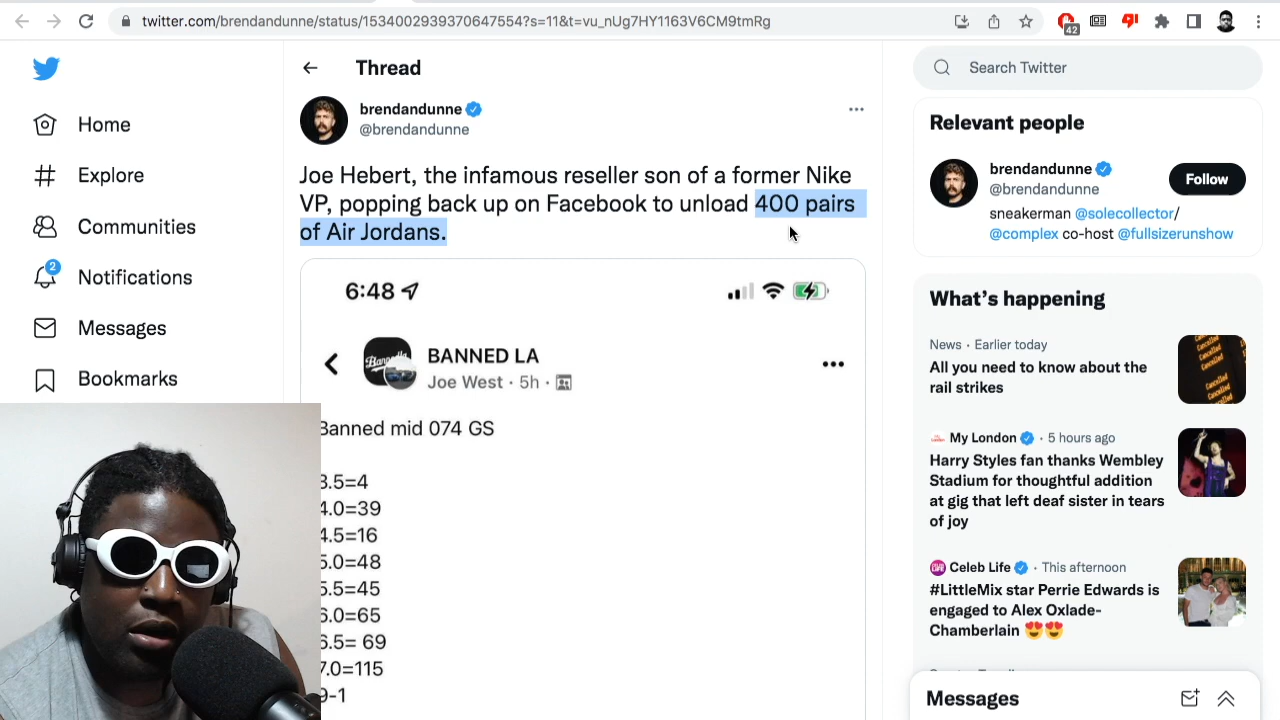 twitter.com/brendandunne/status/1534002939370647554?s=11&t=vu_nUg7HY1163V6CM9tmRg
42
Home
Explore
Communities
2
Notifications
Messages
Bookmarks
Thread
brendandunne
@brendandunne
Joe Hebert, the infamous reseller son of a former Nike
VP, popping back up on Facebook to unload 400 pairs
of Air Jordans.
6:48
BANNED LA
Joe West · 5h ·
Banned mid 074 GS
3.5=4
4.0=39
4.5=16
5.0=48
5.5=45
6.0=65
6.5= 69
7.0=115
9-1
Search Twitter
Relevant people
brendandunne
@brendandunne
Follow
sneakerman @solecollector/
@complex co-host @fullsizerunshow
What's happening
News · Earlier today
All you need to know about the
rail strikes
Cancelled
Cancelled
Cancelled
My London · 5 hours ago
Harry Styles fan thanks Wembley
Stadium for thoughtful addition
at gig that left deaf sister in tears
of joy
Celeb Life · This afternoon
#LittleMix star Perrie Edwards is
engaged to Alex Oxlade-
Chamberlain 😍😍
Messages